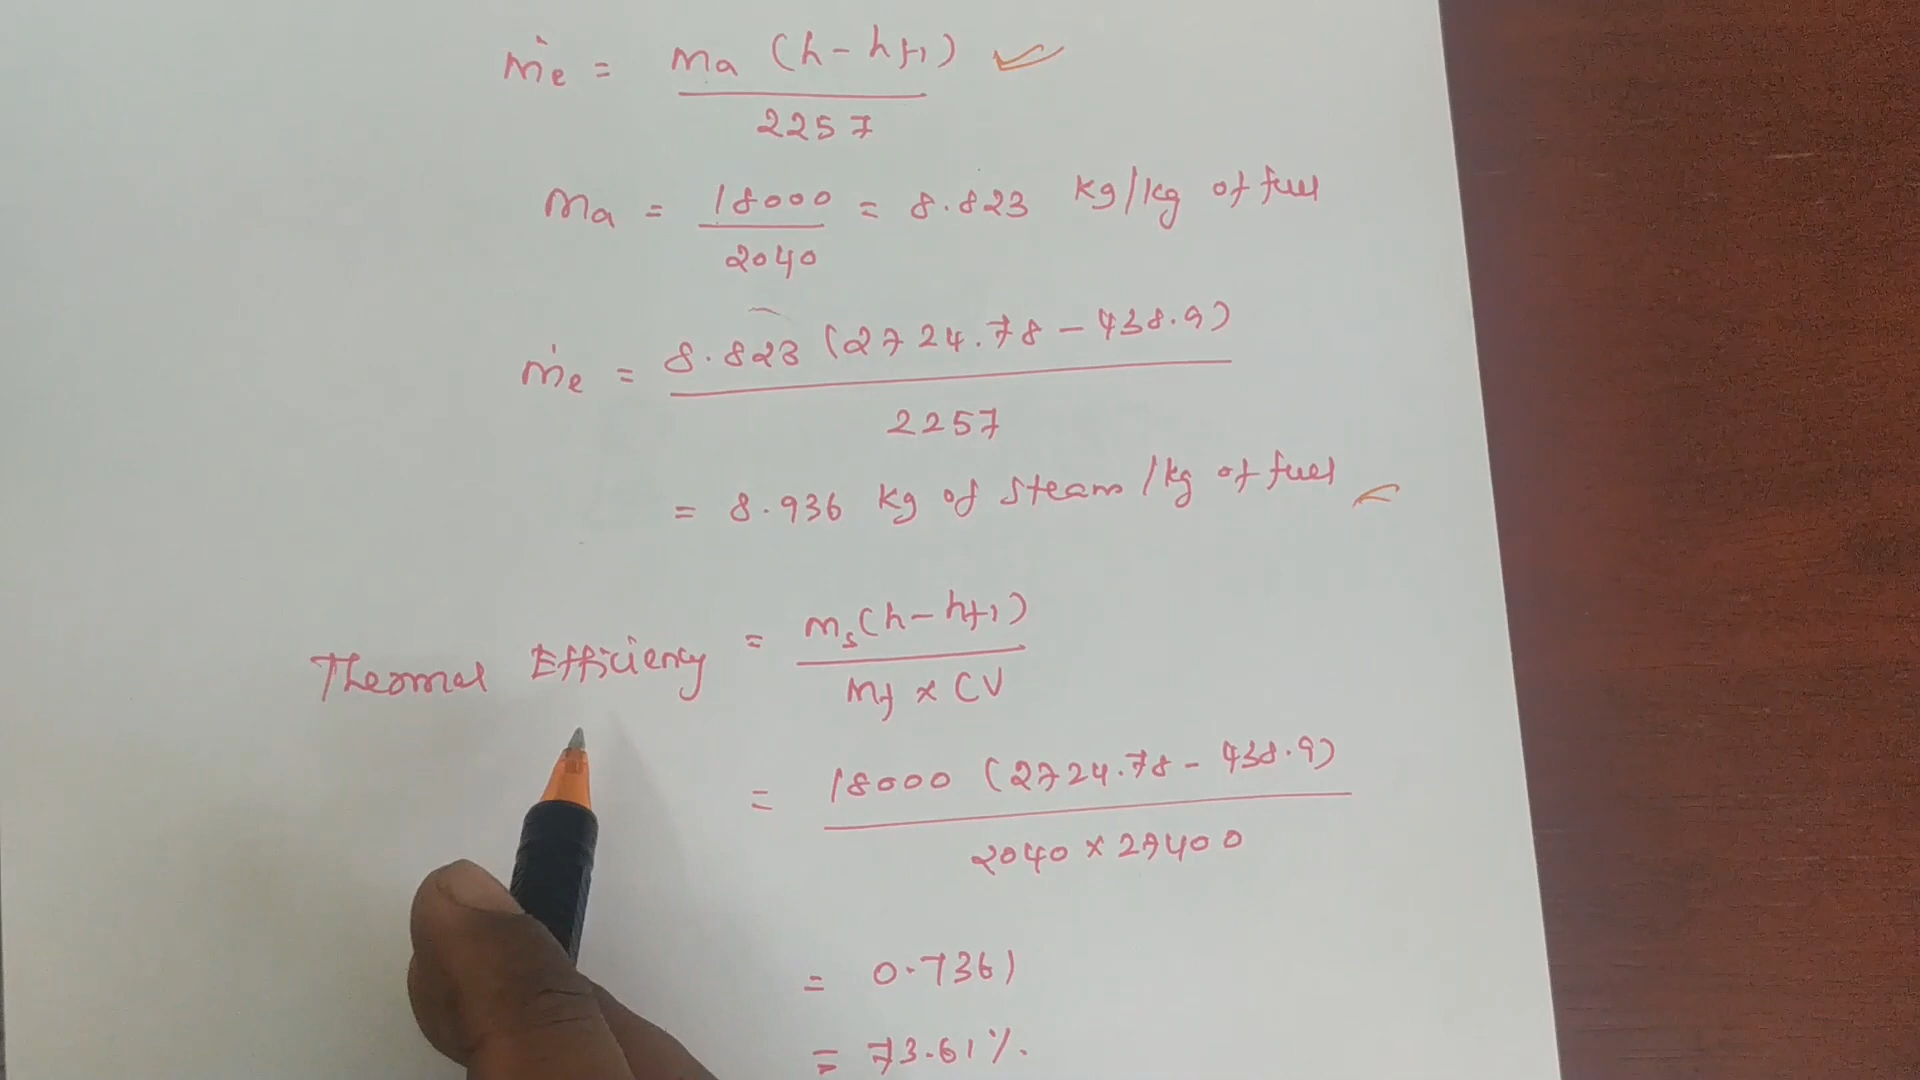 ṁe = ma (h - hf1)
2257
ma = 18000 = 8.823 kg/kg of fuel
2040
ṁe = 8.823 (2724.78 - 438.9)
2257
= 8.936 kg of steam /kg of fuel
Thermal Efficiency = ms (h - hf1)
mf × CV
= 18000 (2724.78 - 438.9)
2040 × 27400
= 0.7361
= 73.61%.